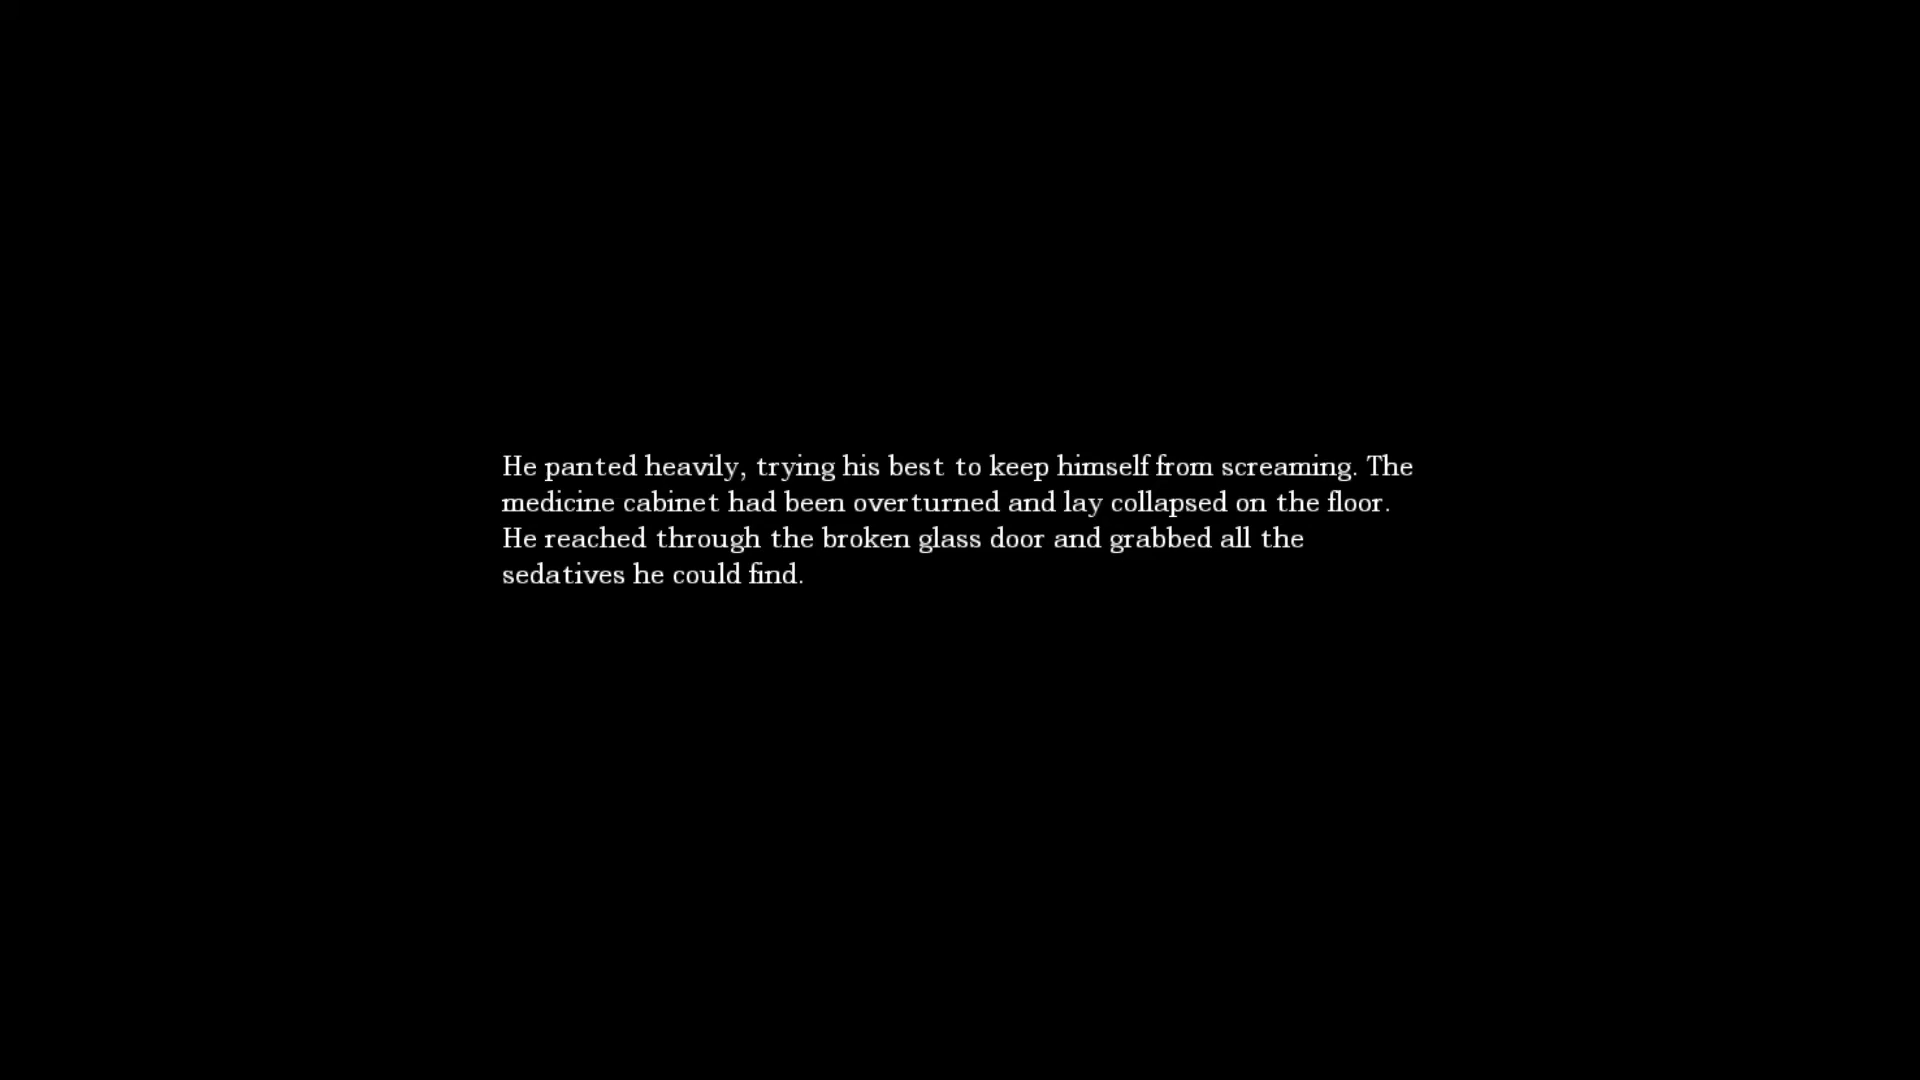 He panted heavily, trying his best to keep himself from screaming. The
medicine cabinet had been overturned and lay collapsed on the floor.
He reached through the broken glass door and grabbed all the
sedatives he could find.